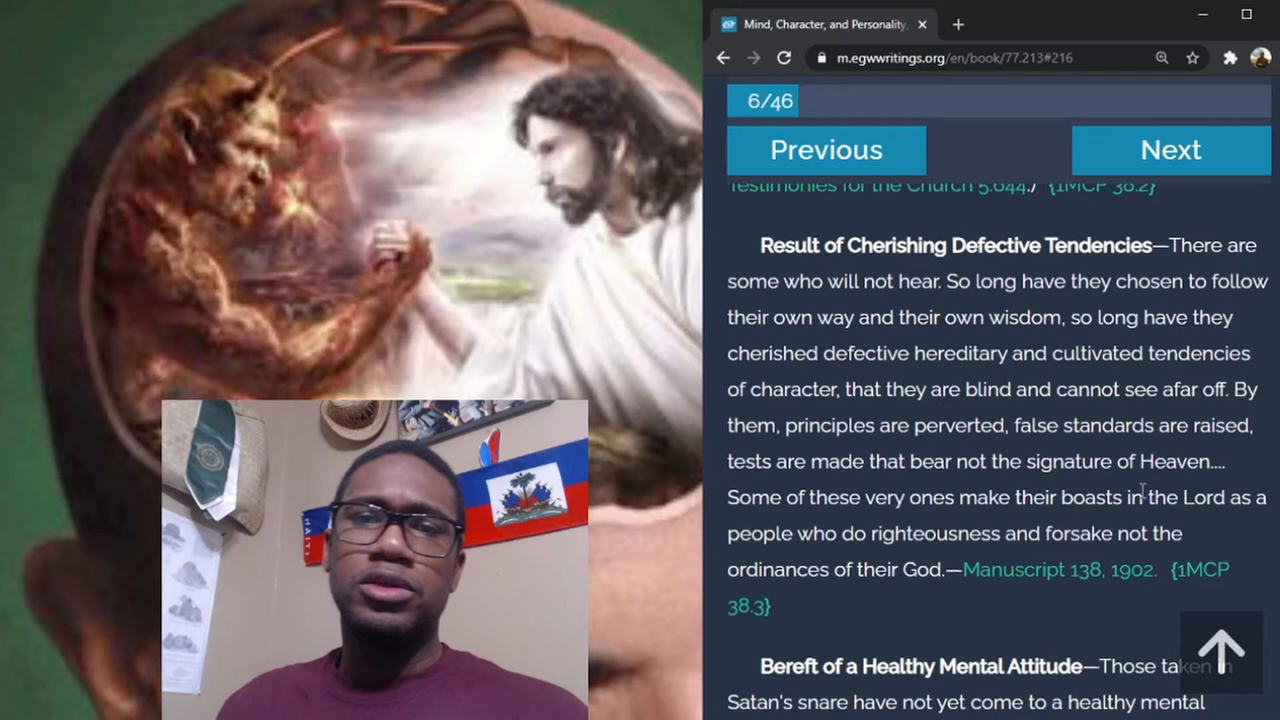 Mind, Character, and Personality,
m.egwwritings.org/en/book/77.213#216
6/46
Previous
Next
Testimonies for the Church 5:644.) {1MCP 38.2}
Result of Cherishing Defective Tendencies—There are
some who will not hear. So long have they chosen to follow
their own way and their own wisdom, so long have they
cherished defective hereditary and cultivated tendencies
of character, that they are blind and cannot see afar off. By
them, principles are perverted, false standards are raised,
tests are made that bear not the signature of Heaven....
Some of these very ones make their boasts in the Lord as a
people who do righteousness and forsake not the
ordinances of their God.—Manuscript 138, 1902. {1MCP
38.3}
Bereft of a Healthy Mental Attitude—Those taken in
Satan's snare have not yet come to a healthy mental
HAITI